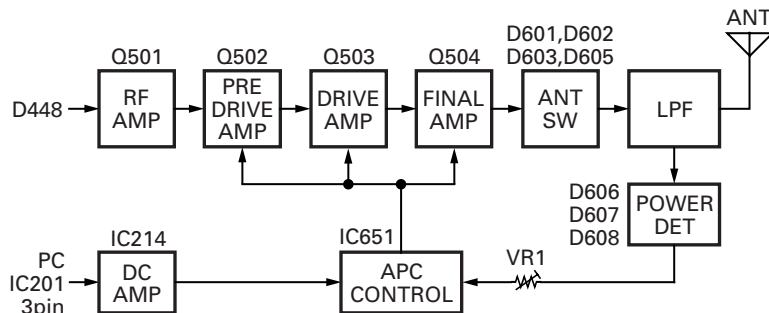 ANT
Q501
Q502
Q503
Q504
D601,D602
D603,D605
D448
RF
AMP
PRE
DRIVE
AMP
DRIVE
AMP
FINAL
AMP
ANT
SW
LPF
D606
D607
D608
POWER
DET
IC214
IC651
VR1
PC
IC201
3pin
DC
AMP
APC
CONTROL